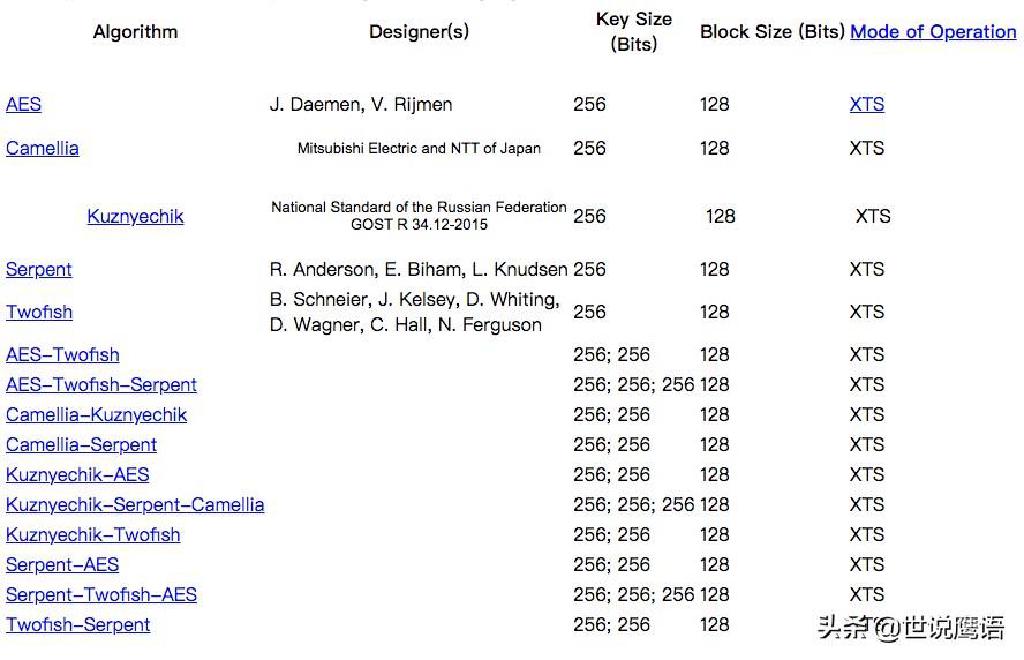 Algorithm Designer(s) Key Size (Bits) Block Size (Bits) Mode of Operation
AES J. Daemen, V. Rijmen 256 128 XTS
Camellia Mitsubishi Electric and NTT of Japan 256 128 XTS
Kuznyechik National Standard of the Russian Federation GOST R 34.12-2015 256 128 XTS
Serpent R. Anderson, E. Biham, L. Knudsen 256 128 XTS
Twofish B. Schneier, J. Kelsey, D. Whiting, D. Wagner, C. Hall, N. Ferguson 256 128 XTS
AES–Twofish 256; 256 128 XTS
AES–Twofish–Serpent 256; 256; 256 128 XTS
Camellia–Kuznyechik 256; 256 128 XTS
Camellia–Serpent 256; 256 128 XTS
Kuznyechik–AES 256; 256 128 XTS
Kuznyechik–Serpent–Camellia 256; 256; 256 128 XTS
Kuznyechik–Twofish 256; 256 128 XTS
Serpent–AES 256; 256 128 XTS
Serpent–Twofish–AES 256; 256; 256 128 XTS
Twofish–Serpent 256; 256 128 XTS
头条@世说鹰语